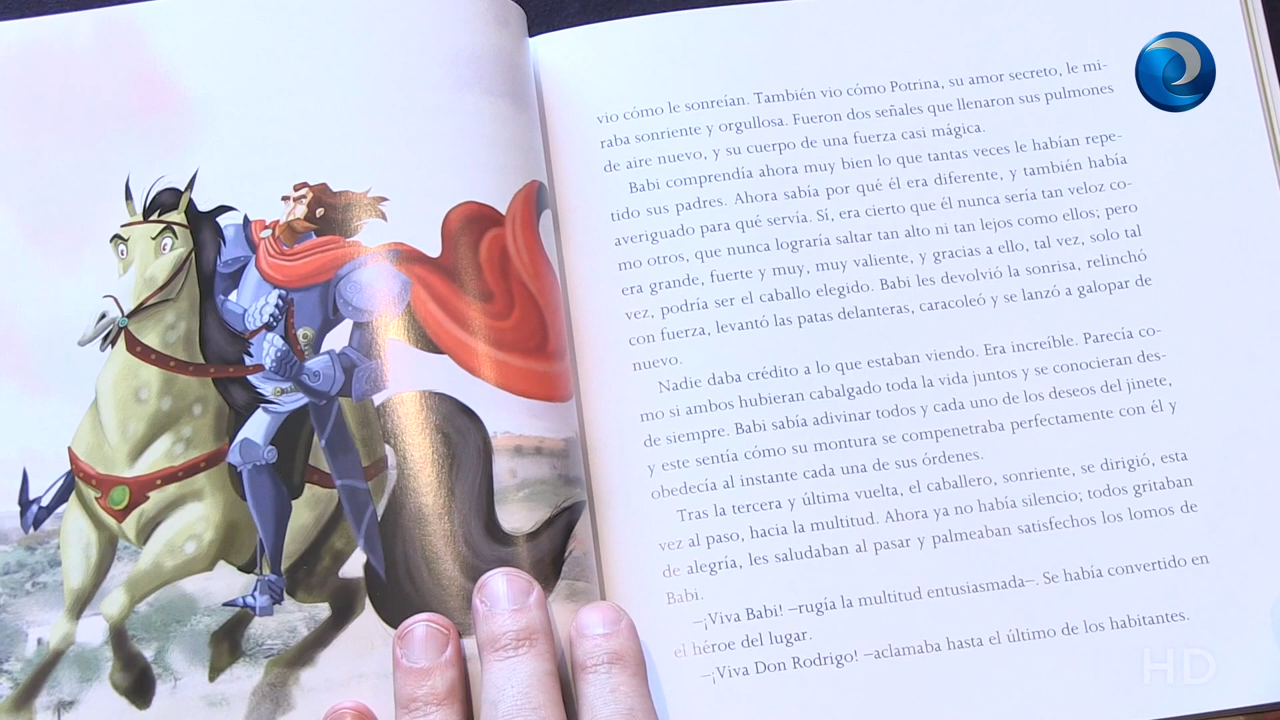 vio cómo le sonreían. También vio cómo Potrina, su amor secreto, le mi-
raba sonriente y orgullosa. Fueron dos señales que llenaron sus pulmones
de aire nuevo, y su cuerpo de una fuerza casi mágica.
Babi comprendía ahora muy bien lo que tantas veces le habían repe-
tido sus padres. Ahora sabía por qué él era diferente, y también había
averiguado para qué servía. Sí, era cierto que él nunca sería tan veloz co-
mo otros, que nunca lograría saltar tan alto ni tan lejos como ellos; pero
era grande, fuerte y muy, muy valiente, y gracias a ello, tal vez, solo tal
vez, podría ser el caballo elegido. Babi les devolvió la sonrisa, relinchó
con fuerza, levantó las patas delanteras, caracoleó y se lanzó a galopar de
nuevo.
Nadie daba crédito a lo que estaban viendo. Era increíble. Parecía co-
mo si ambos hubieran cabalgado toda la vida juntos y se conocieran des-
de siempre. Babi sabía adivinar todos y cada uno de los deseos del jinete,
y este sentía cómo su montura se compenetraba perfectamente con él y
obedecía al instante cada una de sus órdenes.
Tras la tercera y última vuelta, el caballero, sonriente, se dirigió, esta
vez al paso, hacia la multitud. Ahora ya no había silencio; todos gritaban
de alegría, les saludaban al pasar y palmeaban satisfechos los lomos de
Babi.
–¡Viva Babi! –rugía la multitud entusiasmada–. Se había convertido en
el héroe del lugar.
–¡Viva Don Rodrigo! –aclamaba hasta el último de los habitantes.
HD